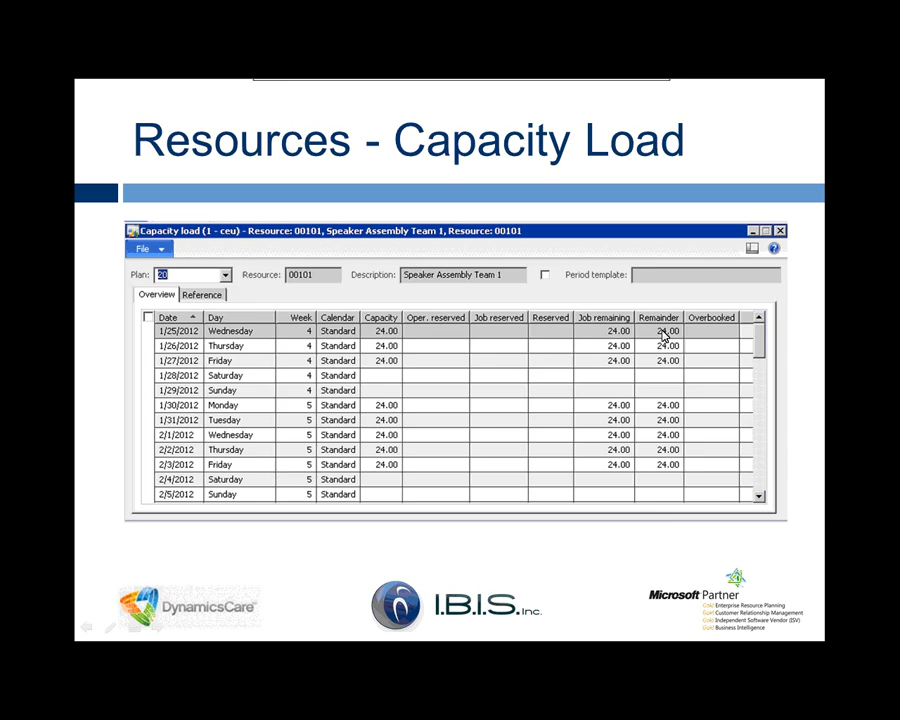 Resources - Capacity Load
Capacity load (1 - ceu) - Resource: 00101, Speaker Assembly Team 1, Resource: 00101
File
Plan: 20 Resource: 00101 Description: Speaker Assembly Team 1 Period template:
Overview Reference
Date Day Week Calendar Capacity Oper. reserved Job reserved Reserved Job remaining Remainder Overbooked
1/25/2012 Wednesday 4 Standard 24.00 24.00 24.00
1/26/2012 Thursday 4 Standard 24.00 24.00 24.00
1/27/2012 Friday 4 Standard 24.00 24.00 24.00
1/28/2012 Saturday 4 Standard
1/29/2012 Sunday 4 Standard
1/30/2012 Monday 5 Standard 24.00 24.00 24.00
1/31/2012 Tuesday 5 Standard 24.00 24.00 24.00
2/1/2012 Wednesday 5 Standard 24.00 24.00 24.00
2/2/2012 Thursday 5 Standard 24.00 24.00 24.00
2/3/2012 Friday 5 Standard 24.00 24.00 24.00
2/4/2012 Saturday 5 Standard
2/5/2012 Sunday 5 Standard
DynamicsCare
I.B.I.S. Inc.
Microsoft Partner
Gold Enterprise Resource Planning
Gold Customer Relationship Management
Gold Independent Software Vendor (ISV)
Gold Business Intelligence